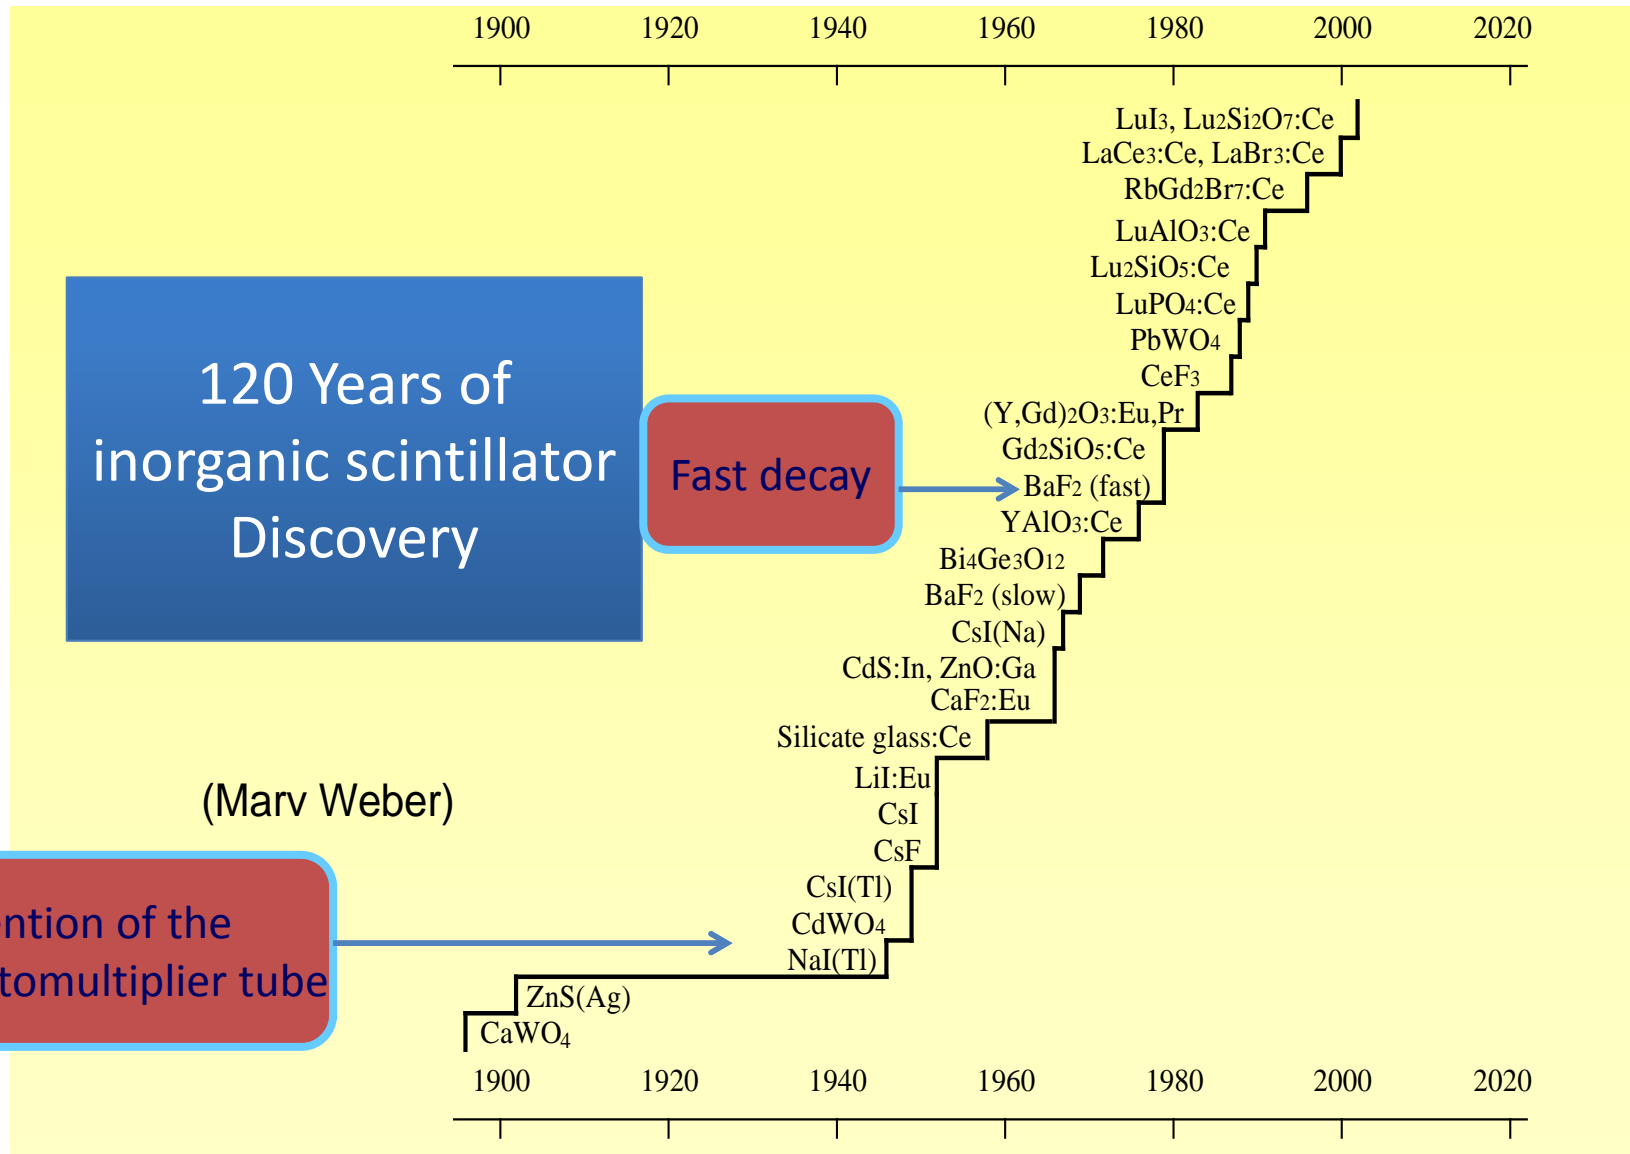 1900 1920 1940 1960 1980 2000 2020
LuI₃, Lu₂Si₂O₇:Ce
LaCe₃:Ce, LaBr₃:Ce
RbGd₂Br₇:Ce
LuAlO₃:Ce
Lu₂SiO₅:Ce
LuPO₄:Ce
PbWO₄
CeF₃
(Y,Gd)₂O₃:Eu,Pr
Gd₂SiO₅:Ce
BaF₂ (fast)
YAlO₃:Ce
Bi₄Ge₃O₁₂
BaF₂ (slow)
CsI(Na)
CdS:In, ZnO:Ga
CaF₂:Eu
Silicate glass:Ce
LiI:Eu
CsI
CsF
CsI(Tl)
CdWO₄
NaI(Tl)
ZnS(Ag)
CaWO₄
120 Years of
inorganic scintillator
Discovery
Fast decay
(Marv Weber)
ention of the
tomultiplier tube
1900 1920 1940 1960 1980 2000 2020